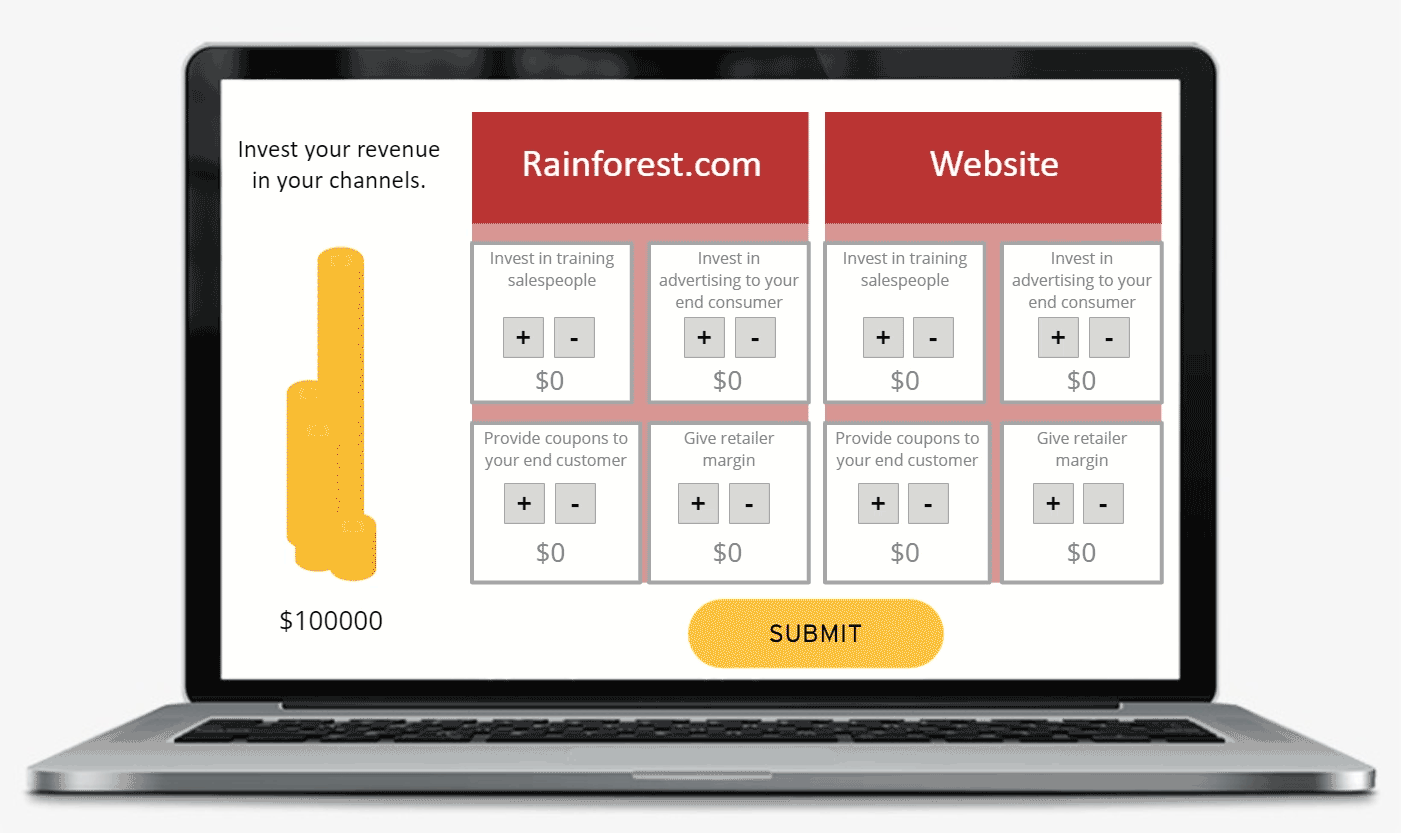 Invest your revenue
in your channels.
$100000
Rainforest.com
Invest in training
salespeople
+ -
$0
Invest in
advertising to your
end consumer
+ -
$0
Provide coupons to
your end customer
+ -
$0
Give retailer
margin
+ -
$0
Website
Invest in training
salespeople
+ -
$0
Invest in
advertising to your
end consumer
+ -
$0
Provide coupons to
your end customer
+ -
$0
Give retailer
margin
+ -
$0
SUBMIT